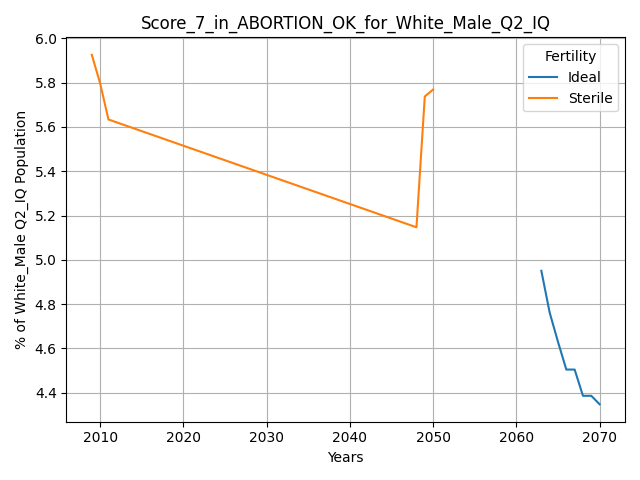 Score_7_in_ABORTION_OK_for_White_Male_Q2_IQ
Fertility
Ideal
Sterile
% of White_Male Q2_IQ Population
6.0
5.8
5.6
5.4
5.2
5.0
4.8
4.6
4.4
2010 2020 2030 2040 2050 2060 2070
Years